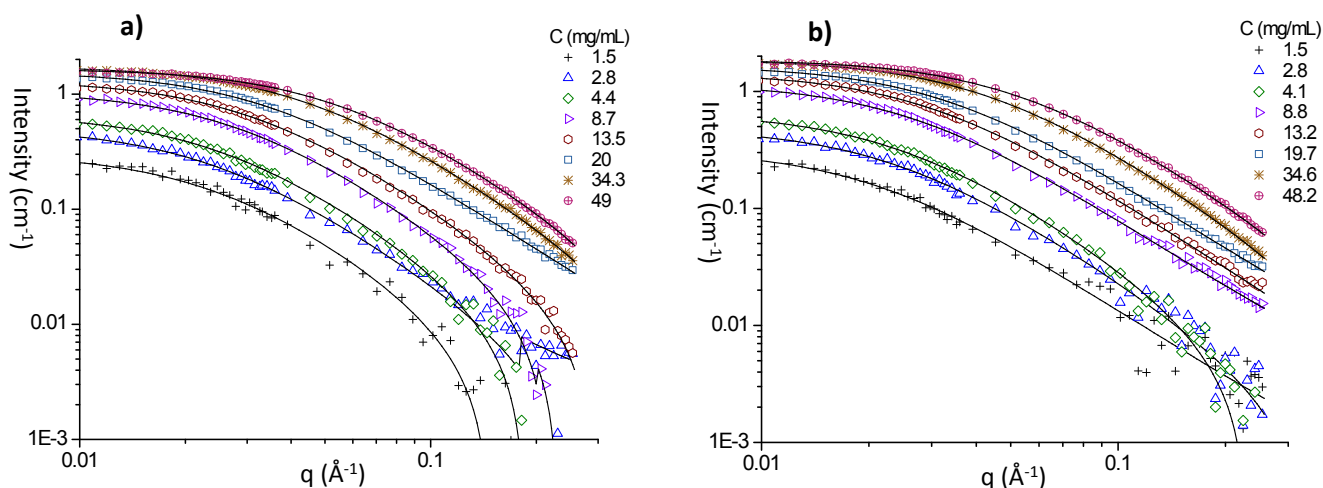 a)
C (mg/mL)
1.5
2.8
4.4
8.7
13.5
20
34.3
49
Intensity (cm-1)
1
0.1
0.01
1E-3
0.01
0.1
q (Å-1)
b)
C (mg/mL)
1.5
2.8
4.1
8.8
13.2
19.7
34.6
48.2
Intensity (cm-1)
1
0.1
0.01
1E-3
0.01
0.1
q (Å-1)